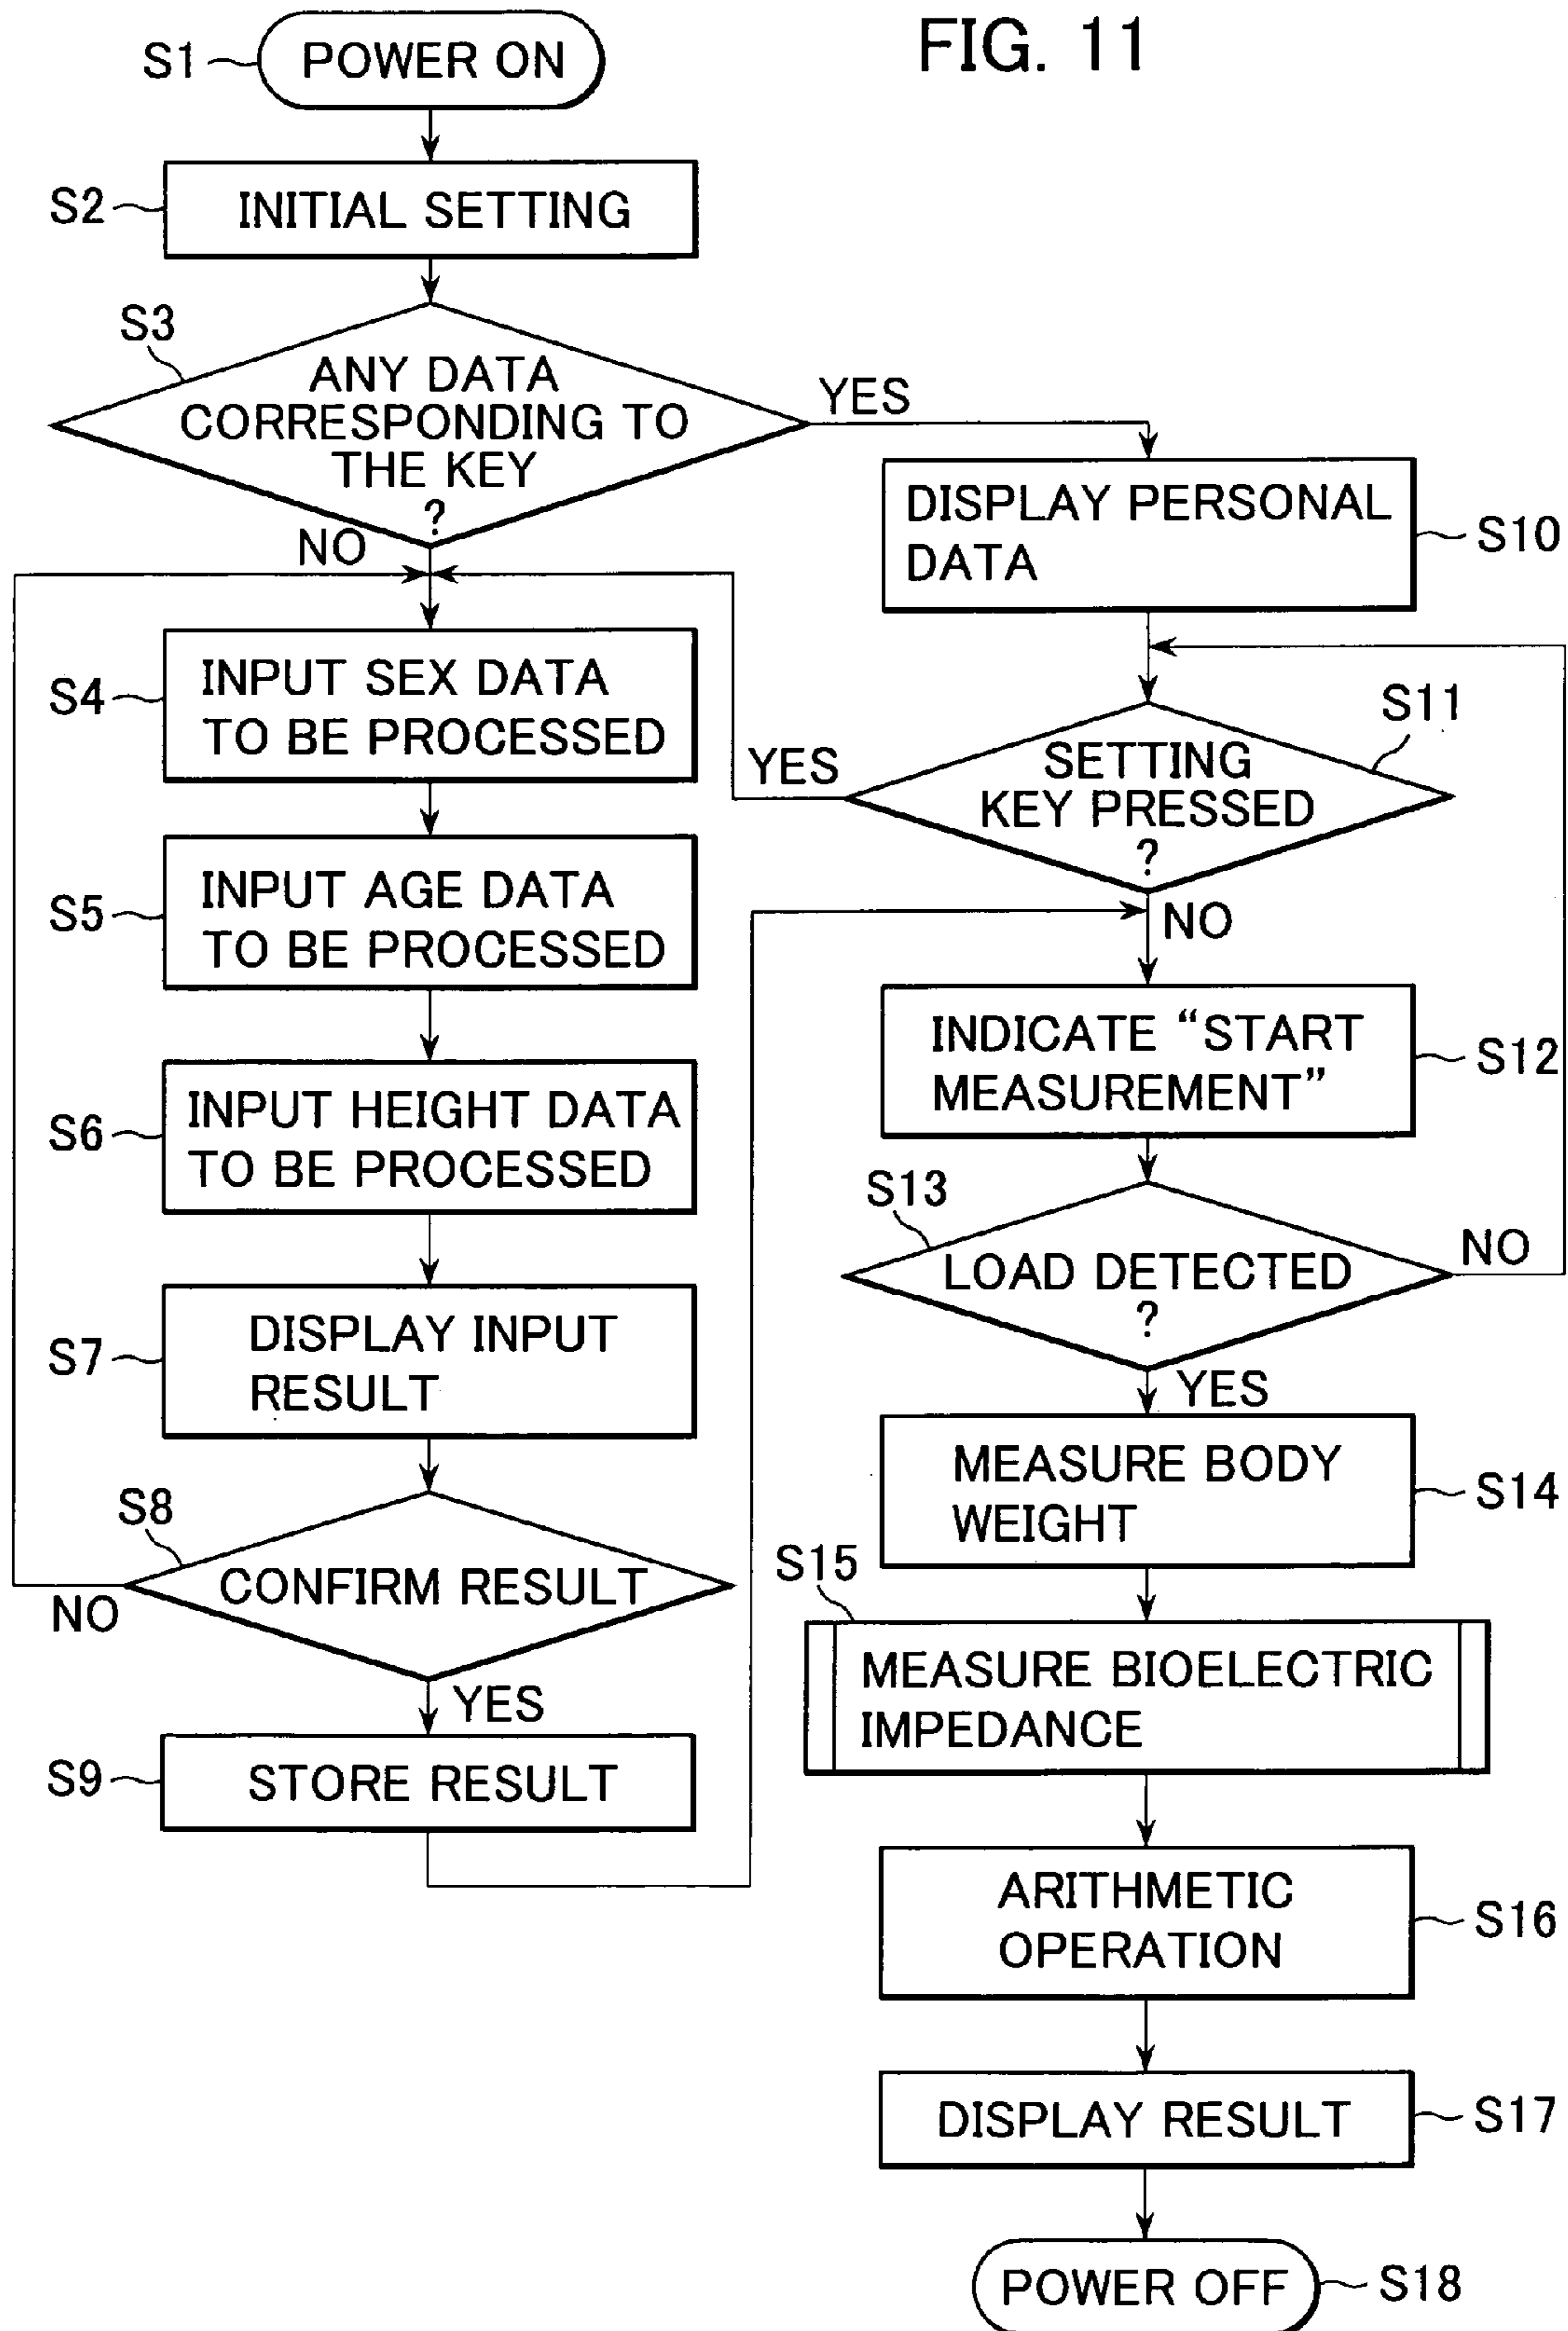 FIG. 11
S1
POWER ON
S2
INITIAL SETTING
S3
ANY DATA
CORRESPONDING TO
THE KEY
?
YES
NO
S4
INPUT SEX DATA
TO BE PROCESSED
S5
INPUT AGE DATA
TO BE PROCESSED
S6
INPUT HEIGHT DATA
TO BE PROCESSED
S7
DISPLAY INPUT
RESULT
S8
CONFIRM RESULT
NO
YES
S9
STORE RESULT
DISPLAY PERSONAL
DATA
S10
S11
SETTING
KEY PRESSED
?
YES
NO
INDICATE “START
MEASUREMENT”
S12
S13
LOAD DETECTED
?
NO
YES
MEASURE BODY
WEIGHT
S14
S15
MEASURE BIOELECTRIC
IMPEDANCE
ARITHMETIC
OPERATION
S16
DISPLAY RESULT
S17
POWER OFF
S18